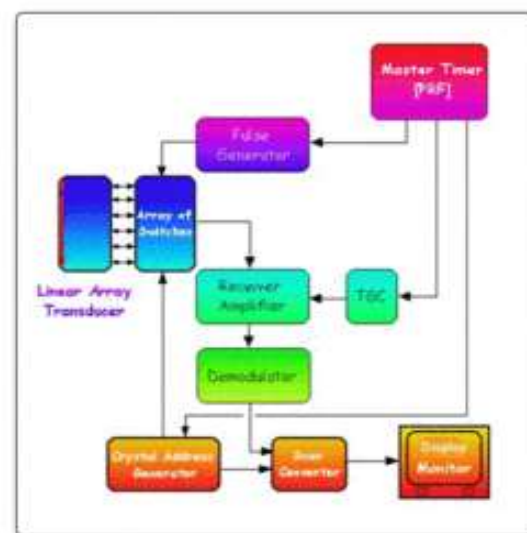 Master Timer
[PRF]
Pulse
Generator
Array of
Switches
Linear Array
Transducer
Receiver
Amplifier
TGC
Demodulator
Crystal Address
Generator
Scan
Converter
Display
Monitor